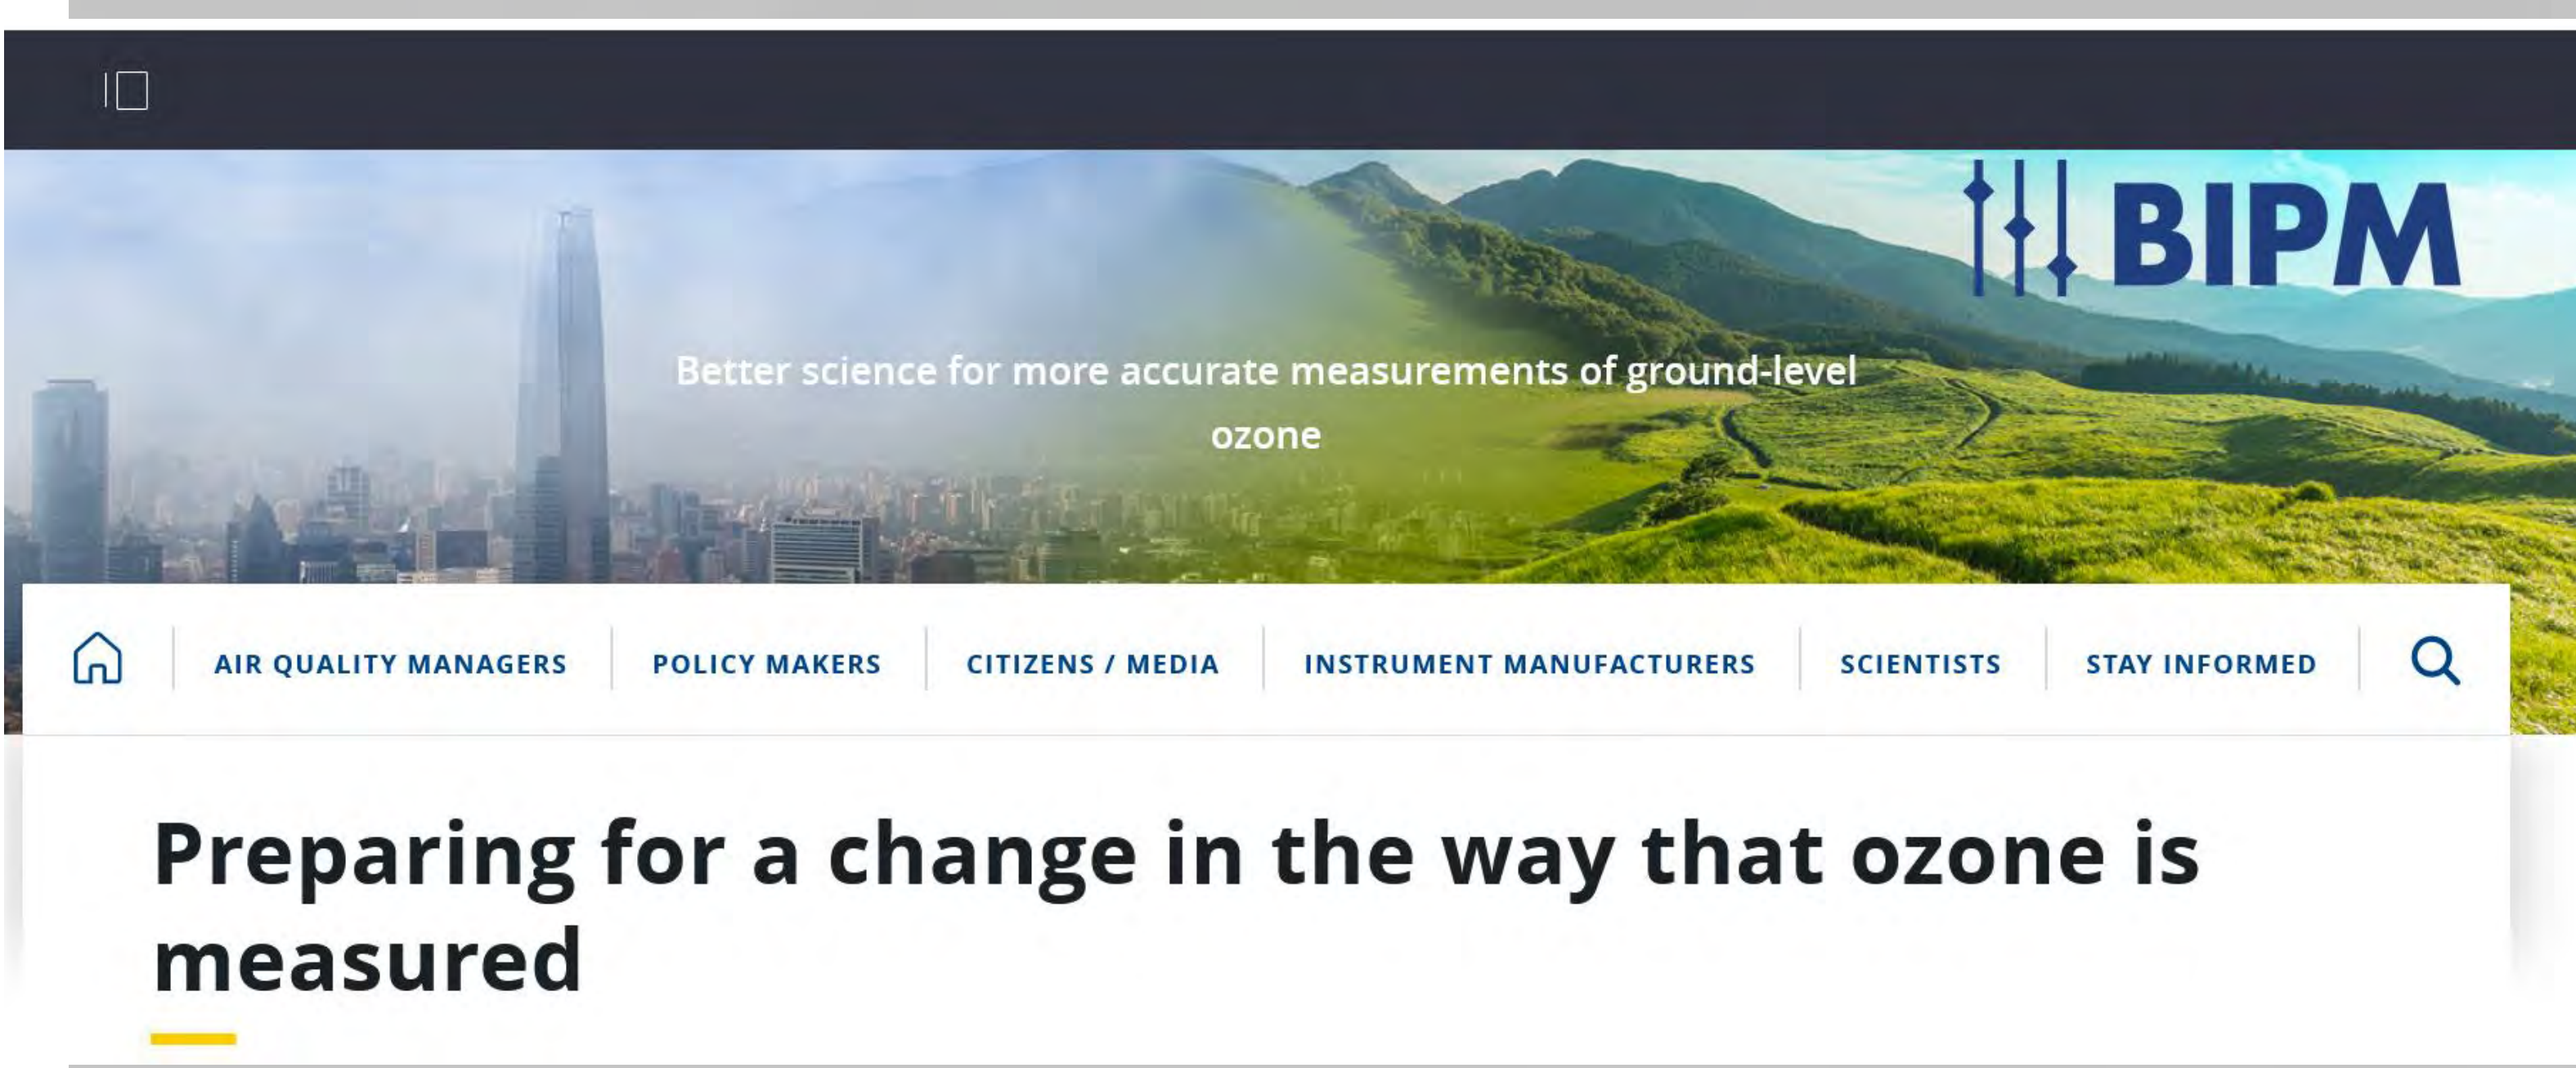 BIPM
Better science for more accurate measurements of ground-level
ozone
AIR QUALITY MANAGERS
POLICY MAKERS
CITIZENS / MEDIA
INSTRUMENT MANUFACTURERS
SCIENTISTS
STAY INFORMED
Preparing for a change in the way that ozone is
measured